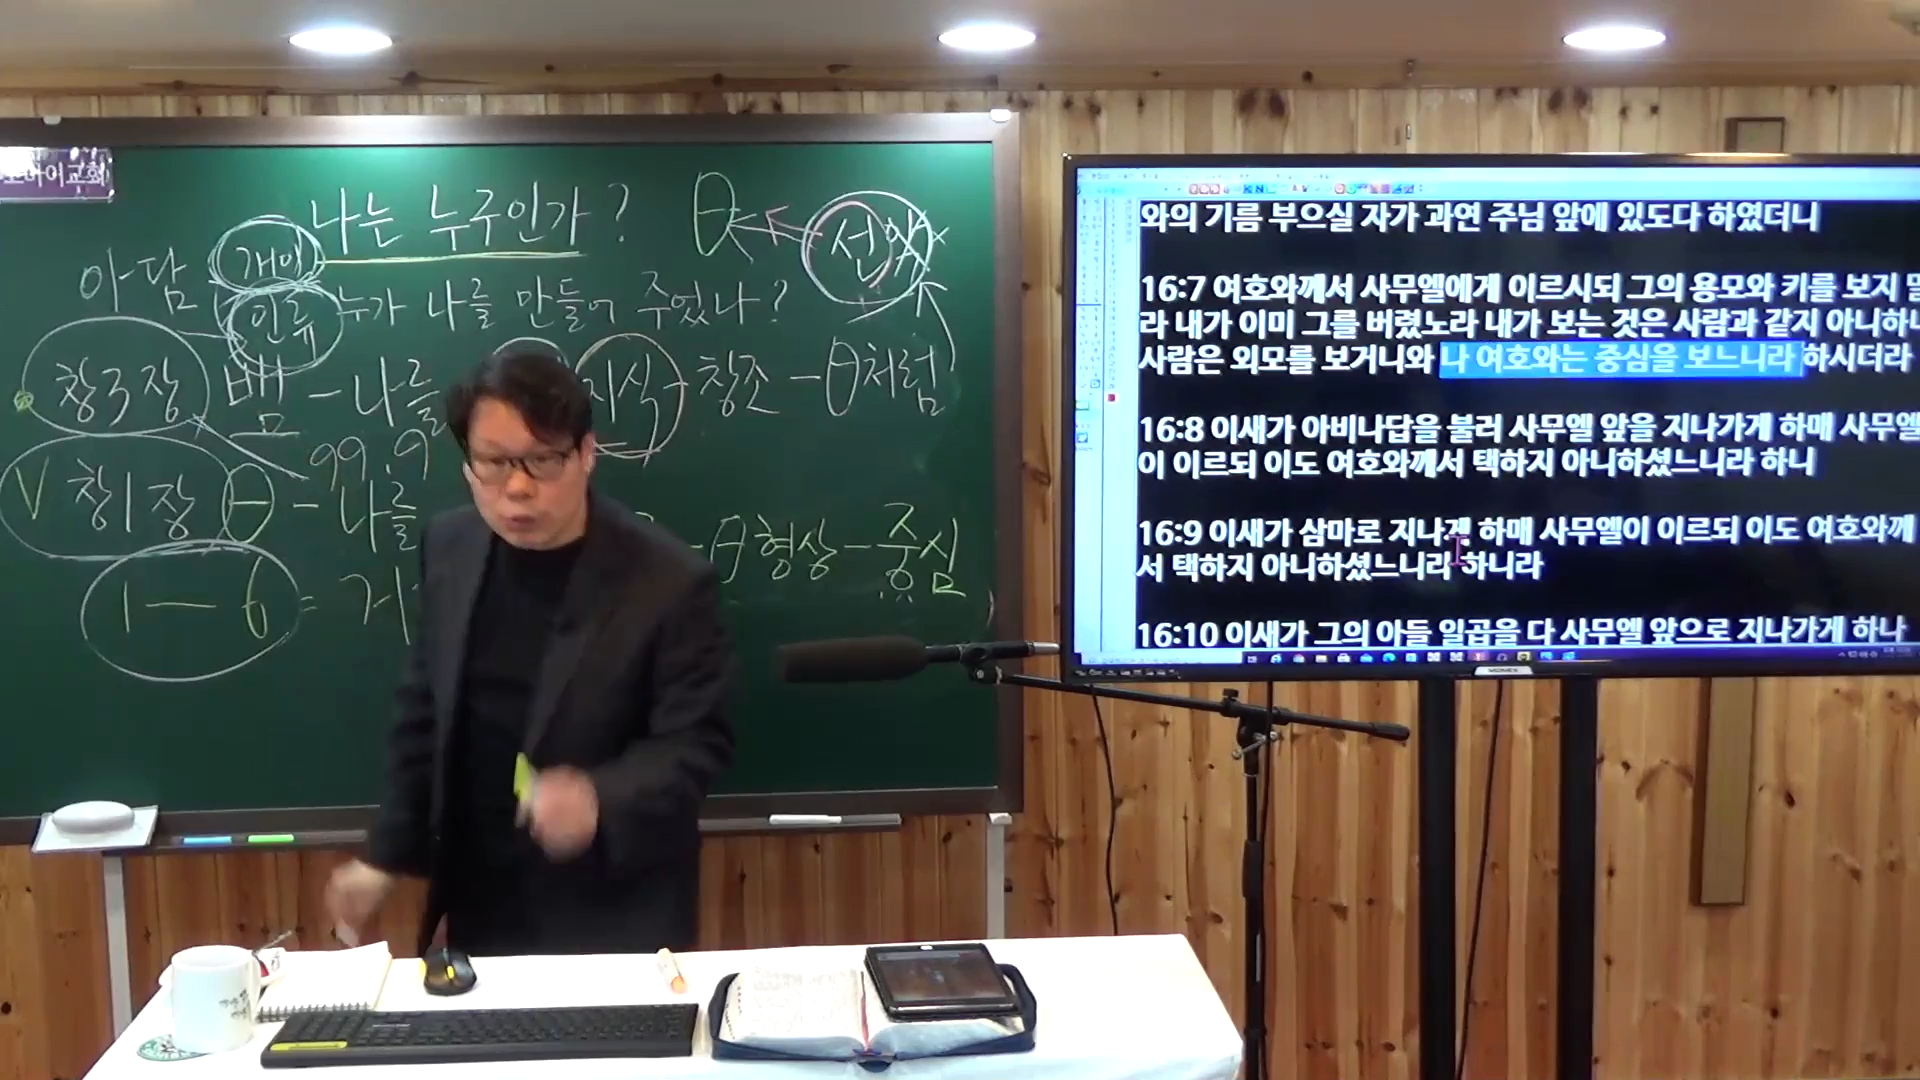 나는 누구인가?
θ
선악
아담
개인
인류
누가 나를 만들어 주었나?
창3장
뱀 - 나를
지식 - 창조 - θ처럼
99.9
V 창1장 θ - 나를
- θ형상 - 중심
1 — 6 =
와의 기름 부으실 자가 과연 주님 앞에 있도다 하였더니
16:7 여호와께서 사무엘에게 이르시되 그의 용모와 키를 보지 말
라 내가 이미 그를 버렸노라 내가 보는 것은 사람과 같지 아니하니
사람은 외모를 보거니와 나 여호와는 중심을 보느니라 하시더라
16:8 이새가 아비나답을 불러 사무엘 앞을 지나가게 하매 사무엘
이 이르되 이도 여호와께서 택하지 아니하셨느니라 하니
16:9 이새가 삼마로 지나게 하매 사무엘이 이르되 이도 여호와께
서 택하지 아니하셨느니라 하니라
16:10 이새가 그의 아들 일곱을 다 사무엘 앞으로 지나가게 하나